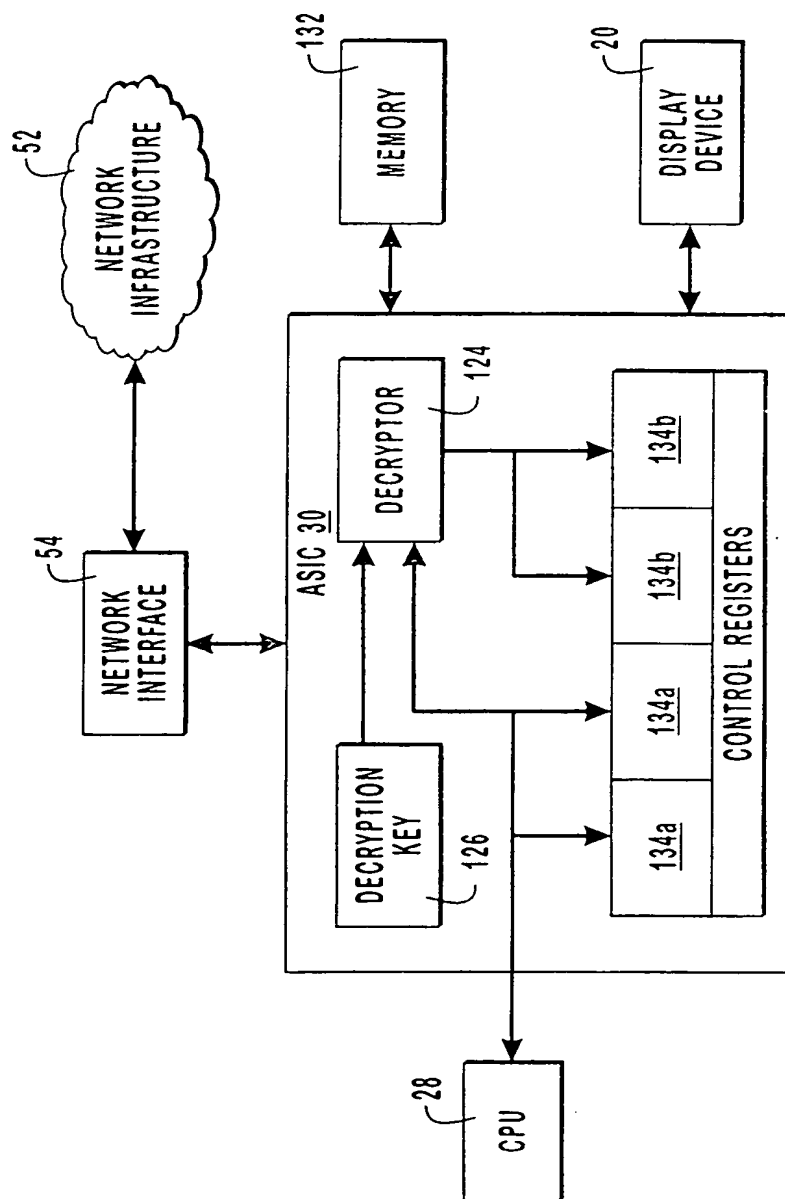 52
NETWORK
INFRASTRUCTURE
54
NETWORK
INTERFACE
132
MEMORY
20
DISPLAY
DEVICE
ASIC 30
DECRYPTOR
124
DECRYPTION
KEY
126
134a
134a
134b
134b
CONTROL REGISTERS
28
CPU